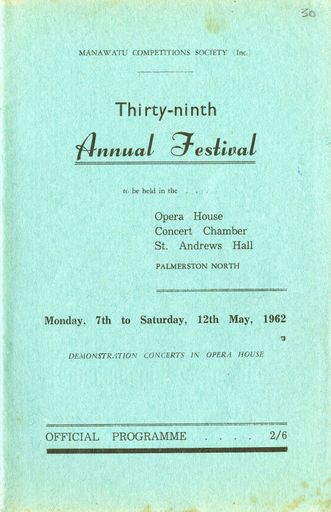 30
MANAWATU COMPETITIONS SOCIETY (Inc.)
Thirty-ninth
Annual Festival
to be held in the . . . .
Opera House
Concert Chamber
St. Andrews Hall
PALMERSTON NORTH
Monday, 7th to Saturday, 12th May, 1962
DEMONSTRATION CONCERTS IN OPERA HOUSE
OFFICIAL PROGRAMME . . . . 2/6